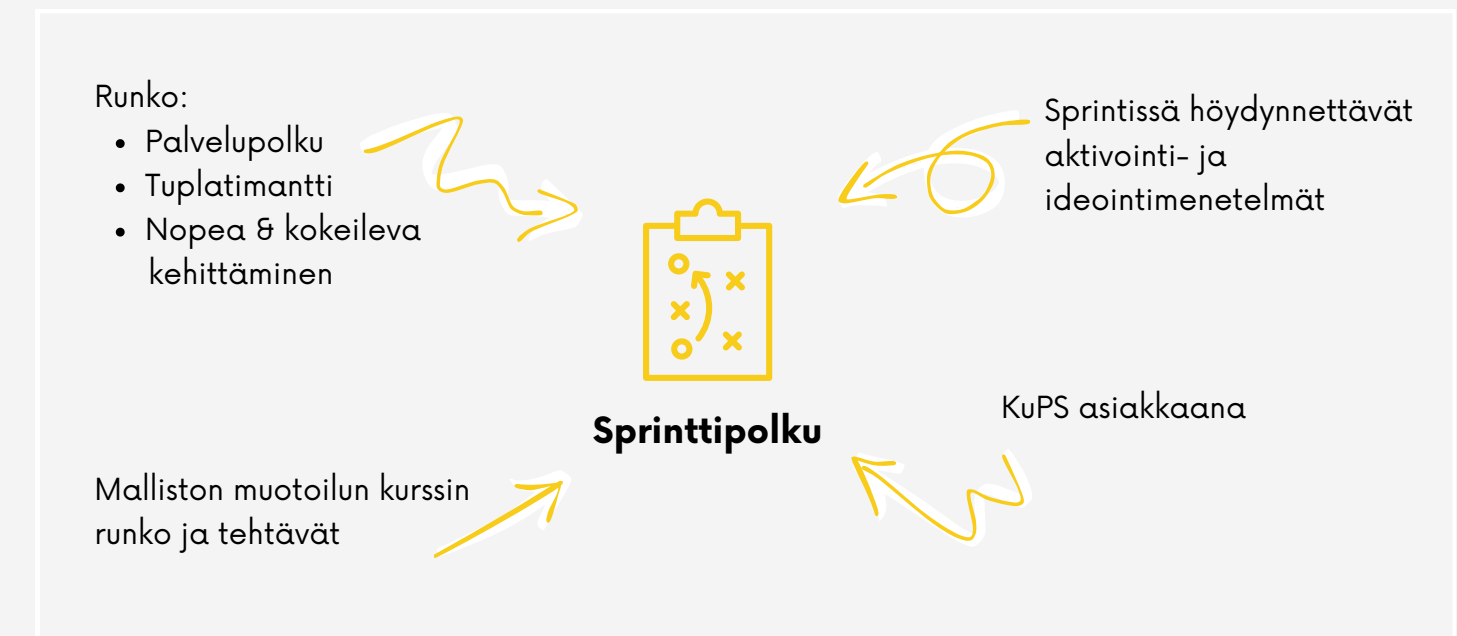 Runko:
• Palvelupolku
• Tuplatimantti
• Nopea & kokeileva
kehittäminen
Sprintissä höydynnettävät
aktivointi- ja
ideointimenetelmät
Sprinttipolku
KuPS asiakkaana
Malliston muotoilun kurssin
runko ja tehtävät